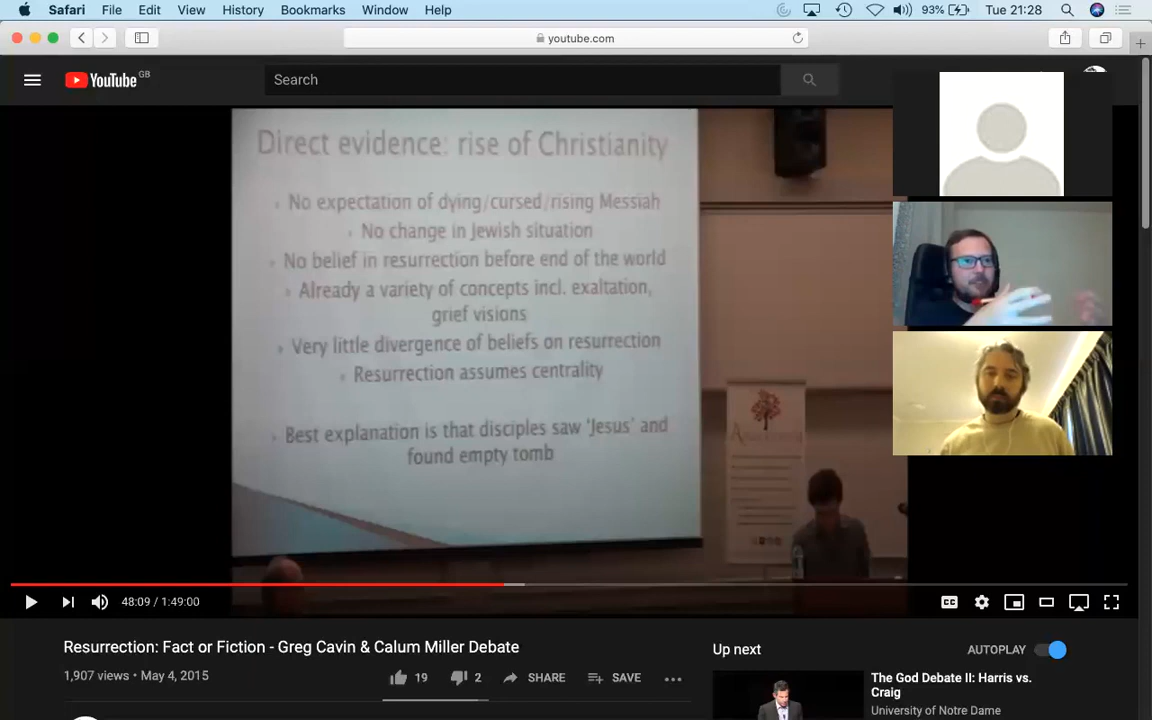 Safari File Edit View History Bookmarks Window Help
93% Tue 21:28
youtube.com
YouTube GB
Search
Direct evidence: rise of Christianity
No expectation of dying/cursed/rising Messiah
No change in Jewish situation
No belief in resurrection before end of the world
Already a variety of concepts incl. exaltation,
grief visions
Very little divergence of beliefs on resurrection
Resurrection assumes centrality
Best explanation is that disciples saw 'Jesus' and
found empty tomb
48:09 / 1:49:00
CC
Resurrection: Fact or Fiction - Greg Cavin & Calum Miller Debate
1,907 views • May 4, 2015
19
2
SHARE
SAVE
Up next
AUTOPLAY
The God Debate II: Harris vs.
Craig
University of Notre Dame